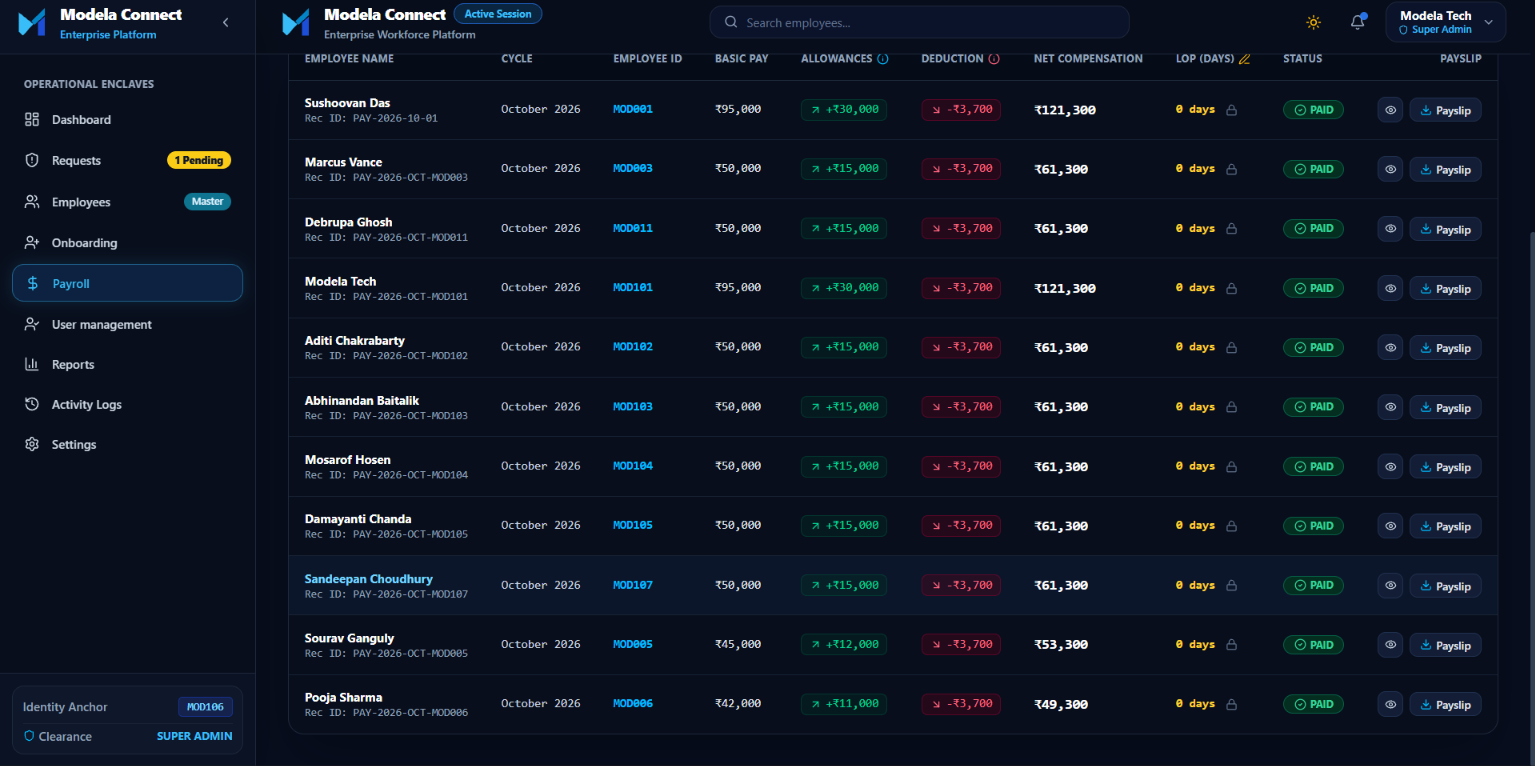 Modela Connect
Enterprise Platform
OPERATIONAL ENCLAVES
Dashboard
Requests 1 Pending
Employees Master
Onboarding
Payroll
User management
Reports
Activity Logs
Settings
Identity Anchor MOD106
Clearance SUPER ADMIN
Modela Connect Active Session
Enterprise Workforce Platform
Search employees...
Modela Tech
Super Admin
EMPLOYEE NAME CYCLE EMPLOYEE ID BASIC PAY ALLOWANCES DEDUCTION NET COMPENSATION LOP (DAYS) STATUS PAYSLIP
Sushoovan Das October 2026 MOD001 ₹95,000 +₹30,000 -₹3,700 ₹121,300 0 days PAID Payslip
Rec ID: PAY-2026-10-01
Marcus Vance October 2026 MOD003 ₹50,000 +₹15,000 -₹3,700 ₹61,300 0 days PAID Payslip
Rec ID: PAY-2026-OCT-MOD003
Debrupa Ghosh October 2026 MOD011 ₹50,000 +₹15,000 -₹3,700 ₹61,300 0 days PAID Payslip
Rec ID: PAY-2026-OCT-MOD011
Modela Tech October 2026 MOD101 ₹95,000 +₹30,000 -₹3,700 ₹121,300 0 days PAID Payslip
Rec ID: PAY-2026-OCT-MOD101
Aditi Chakrabarty October 2026 MOD102 ₹50,000 +₹15,000 -₹3,700 ₹61,300 0 days PAID Payslip
Rec ID: PAY-2026-OCT-MOD102
Abhinandan Baitalik October 2026 MOD103 ₹50,000 +₹15,000 -₹3,700 ₹61,300 0 days PAID Payslip
Rec ID: PAY-2026-OCT-MOD103
Mosarof Hosen October 2026 MOD104 ₹50,000 +₹15,000 -₹3,700 ₹61,300 0 days PAID Payslip
Rec ID: PAY-2026-OCT-MOD104
Damayanti Chanda October 2026 MOD105 ₹50,000 +₹15,000 -₹3,700 ₹61,300 0 days PAID Payslip
Rec ID: PAY-2026-OCT-MOD105
Sandeepan Choudhury October 2026 MOD107 ₹50,000 +₹15,000 -₹3,700 ₹61,300 0 days PAID Payslip
Rec ID: PAY-2026-OCT-MOD107
Sourav Ganguly October 2026 MOD005 ₹45,000 +₹12,000 -₹3,700 ₹53,300 0 days PAID Payslip
Rec ID: PAY-2026-OCT-MOD005
Pooja Sharma October 2026 MOD006 ₹42,000 +₹11,000 -₹3,700 ₹49,300 0 days PAID Payslip
Rec ID: PAY-2026-OCT-MOD006